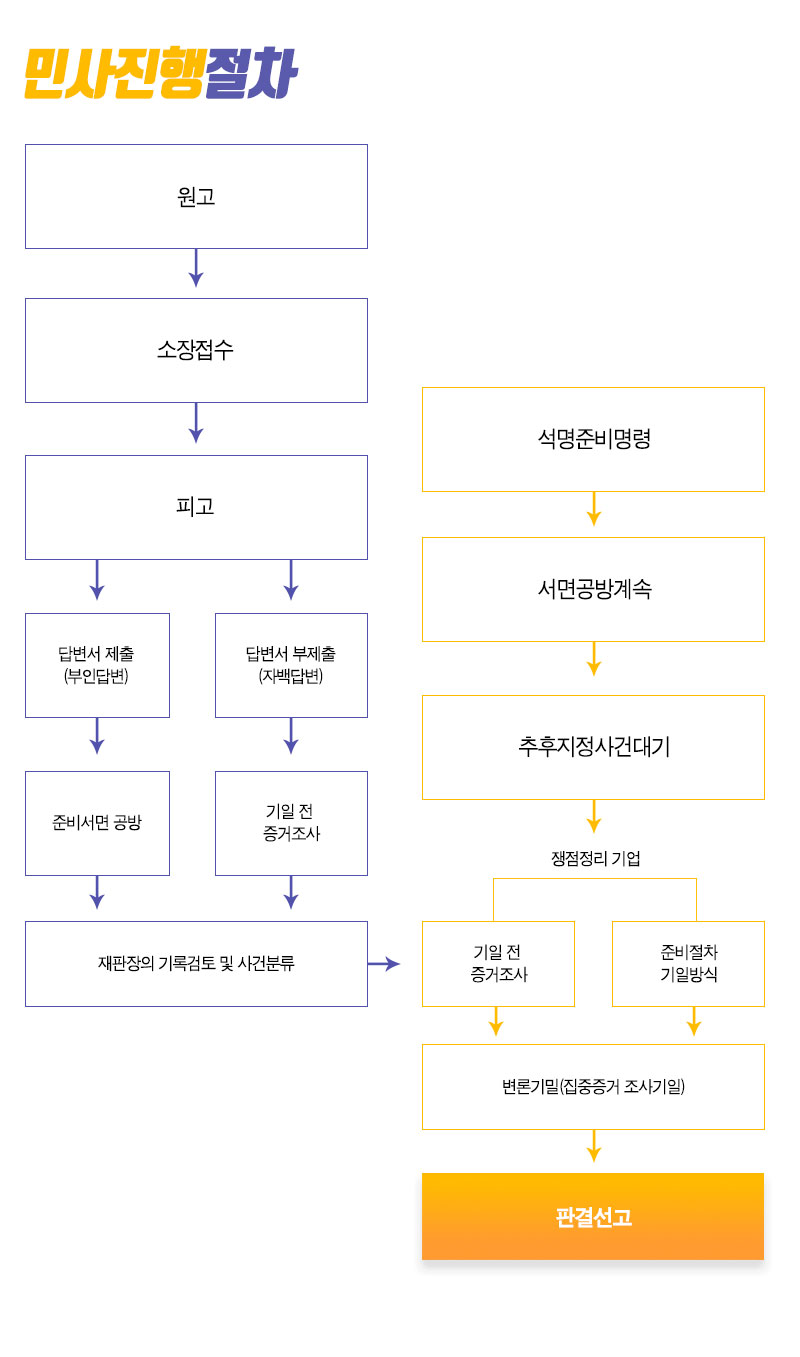 민사진행절차
원고
소장접수
피고
답변서 제출
(부인답변)
답변서 부제출
(자백답변)
준비서면 공방
기일 전
증거조사
재판장의 기록검토 및 사건분류
석명준비명령
서면공방계속
추후지정사건대기
쟁점정리 기업
기일 전
증거조사
준비절차
기일방식
변론기밀(집중증거 조사기일)
판결선고